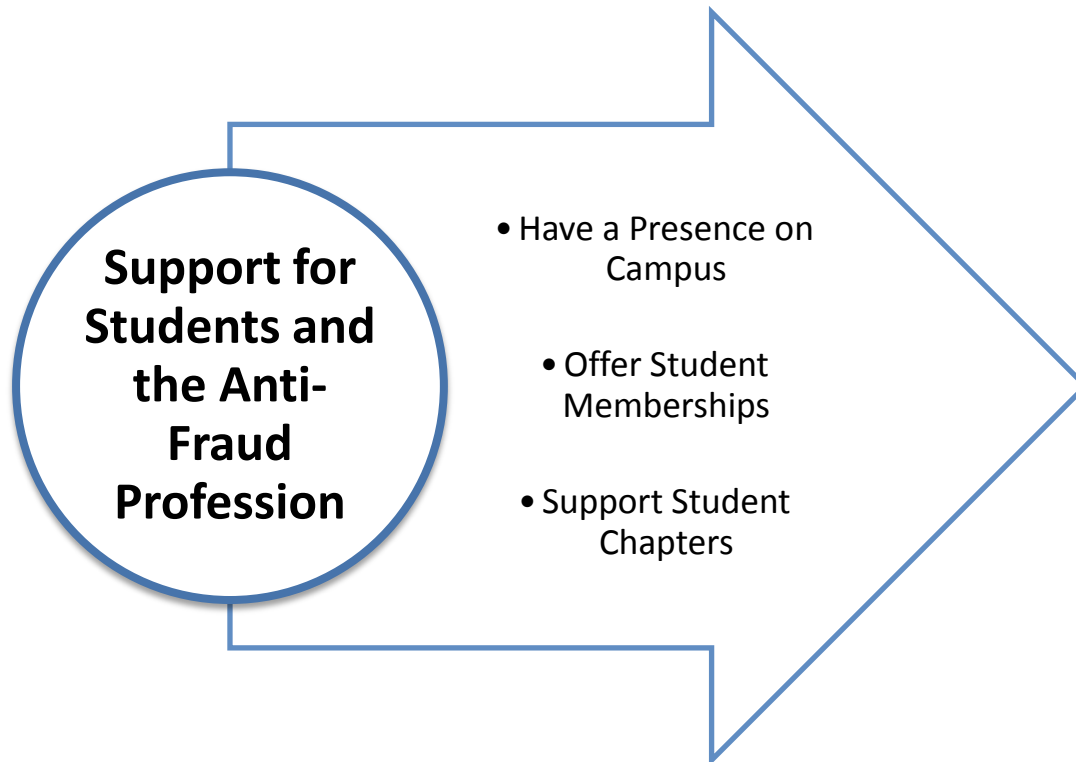 Support for
Students and
the Anti-
Fraud
Profession
• Have a Presence on
Campus
• Offer Student
Memberships
• Support Student
Chapters